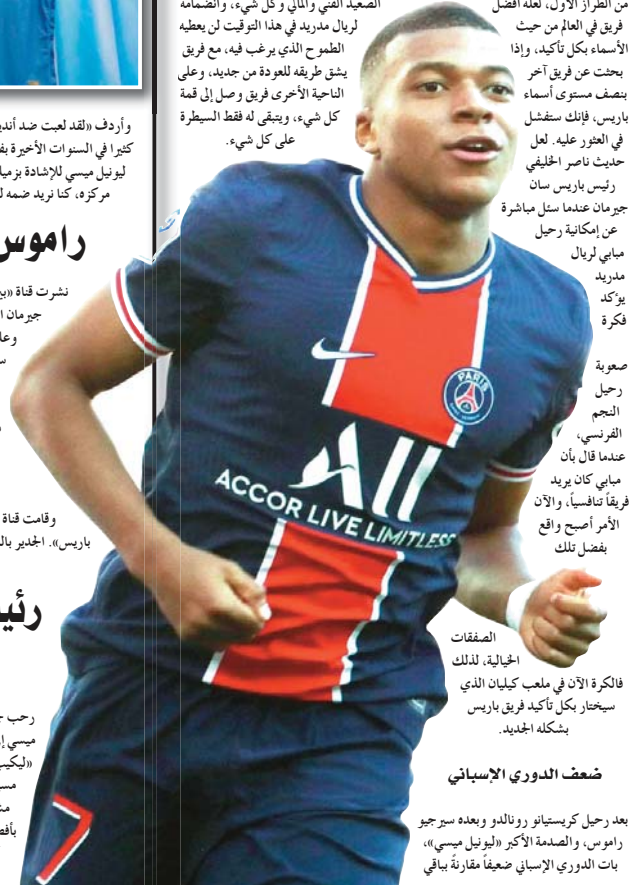 من الطراز الأول، لعله أفضل
فريق في العالم من حيث
الأسماء بكل تأكيد، وإذا
بحثت عن فريق آخر
بنصف مستوى أسماء
باريس، فإنك ستفشل
في العثور عليه. لعل
حديث ناصر الخليفي
رئيس باريس سان
جيرمان عندما سئل مباشرة
عن إمكانية رحيل
مبابي لريال
مدريد
يؤكد
فكرة
صعوبة
رحيل
النجم
الفرنسي،
عندما قال بأن
مبابي كان يريد
فريقاً تنافسياً، والآن
الأمر أصبح واقع
بفضل تلك
الصفقات
الخيالية، لذلك
فالكرة الآن في ملعب كيليان الذي
سيختار بكل تأكيد فريق باريس
بشكله الجديد.
ضعف الدوري الإسباني
بعد رحيل كريستيانو رونالدو وبعده سيرجيو
راموس، والصدمة الأكبر «ليونيل ميسي»،
بات الدوري الإسباني ضعيفاً مقارنةً بباقي
الصعيد الفني والمالي وكل شيء، وانضمامه
لريال مدريد في هذا التوقيت لن يعطيه
الطموح الذي يرغب فيه، مع فريق
يشق طريقه للعودة من جديد، وعلى
الناحية الأخرى فريق وصل إلى قمة
كل شيء، ويتبقى له فقط السيطرة
على كل شيء.
PARIS
All
ACCOR LIVE LIMITLESS
7
وأردف «لقد لعبت ضد أندية
كثيرا في السنوات الأخيرة
ليونيل ميسي للإشادة
مركزه، كنا نريد ضمه
راموس
نشرت قناة
جيرمان
وقامت قناة
باريس». الجدير
رحب
ميسي